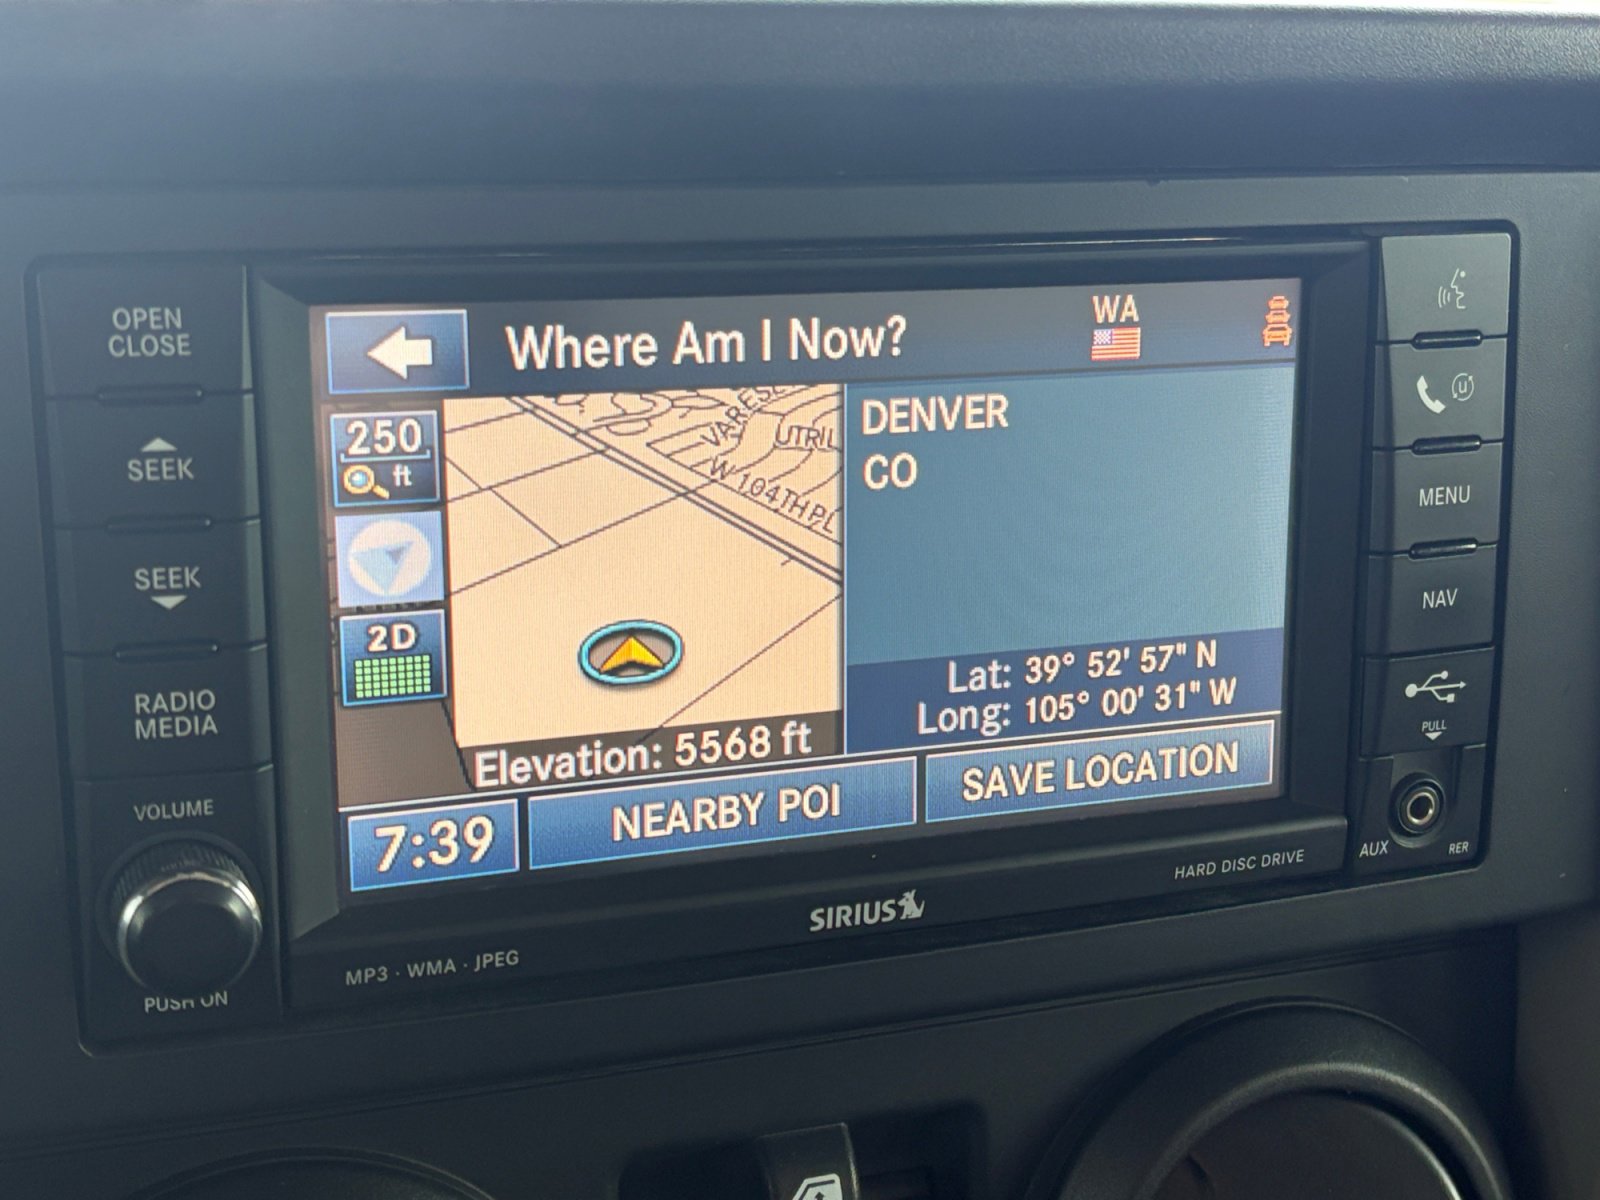 OPEN
CLOSE
SEEK
SEEK
RADIO
MEDIA
VOLUME
PUSH ON
Where Am I Now?
WA
250
ft
2D
VARESE
UTRIL
W 104TH PL
DENVER
CO
Lat: 39° 52' 57" N
Long: 105° 00' 31" W
Elevation: 5568 ft
7:39
NEARBY POI
SAVE LOCATION
MP3 · WMA · JPEG
SIRIUS
HARD DISC DRIVE
u
MENU
NAV
PULL
AUX
RER